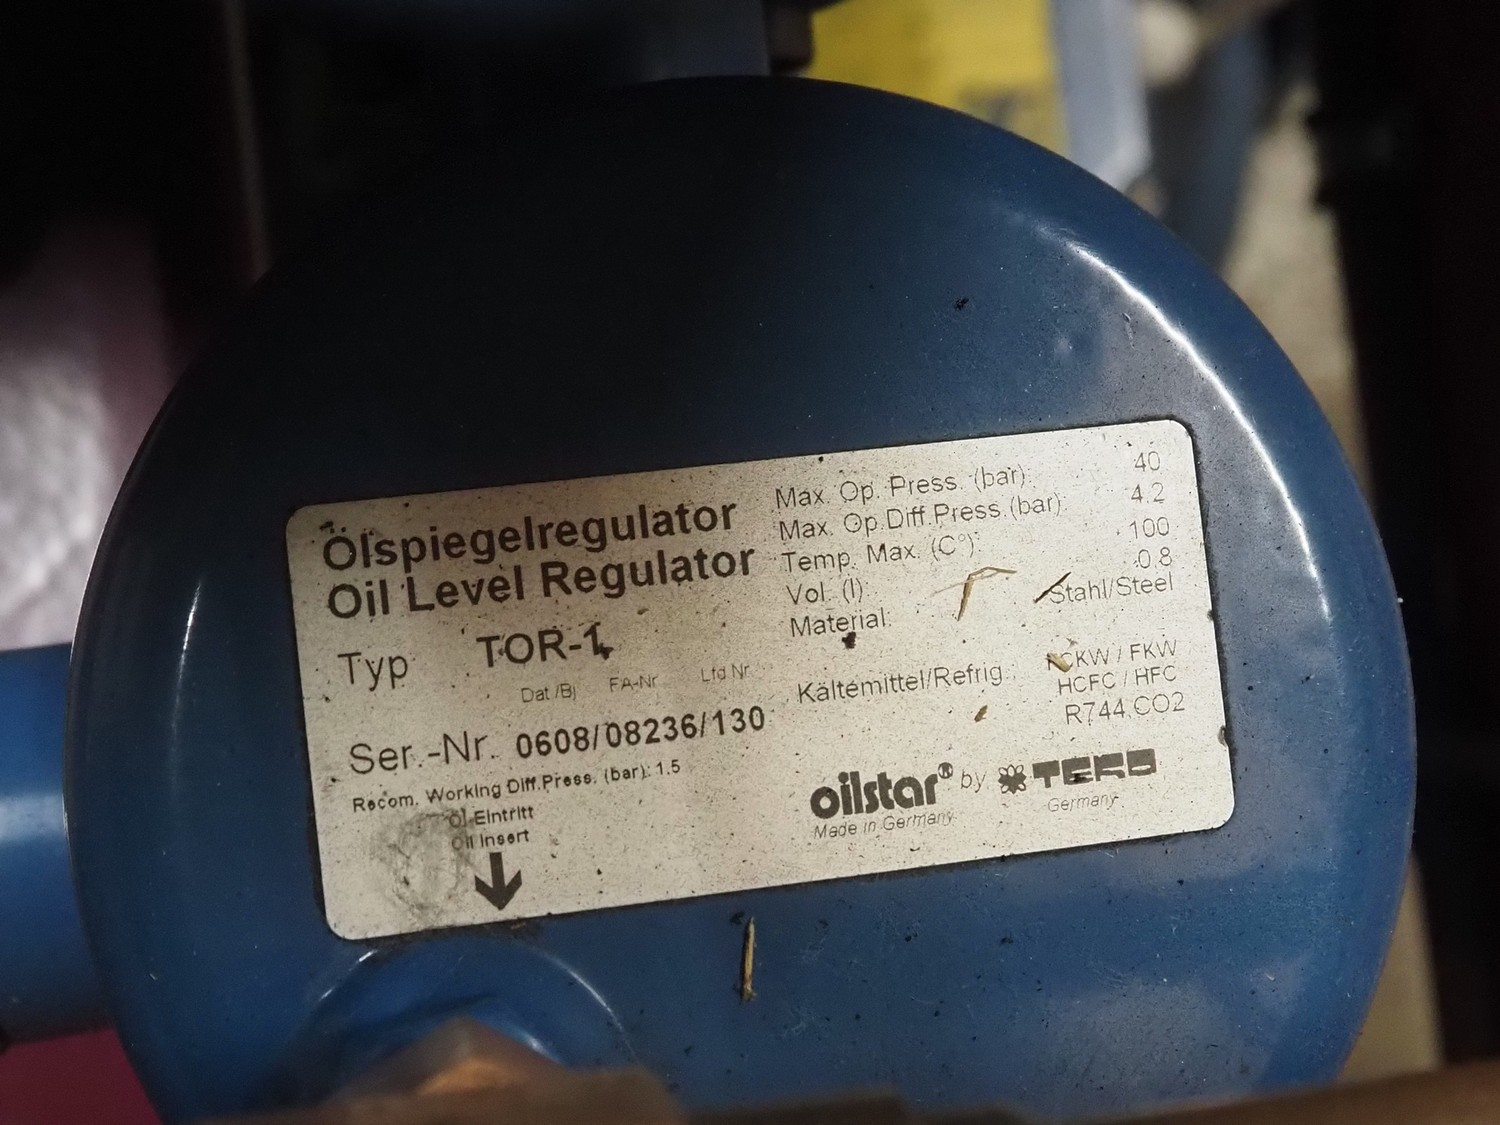 Ölspiegelregulator
Oil Level Regulator
Typ TOR-1
Dat./Bj FA-Nr Lfd Nr
Ser.-Nr. 0608/08236/130
Recom. Working Diff.Press. (bar): 1.5
Öl Eintritt
Oil Insert
Max. Op. Press. (bar): 40
Max. Op.Diff.Press.(bar): 4.2
Temp. Max. (C°): 100
Vol. (l): 0.8
Material: Stahl/Steel
Kältemittel/Refrig.: / FKW
HCFC / HFC
R744.CO2
oilstar® by TEKO
Made in Germany Germany